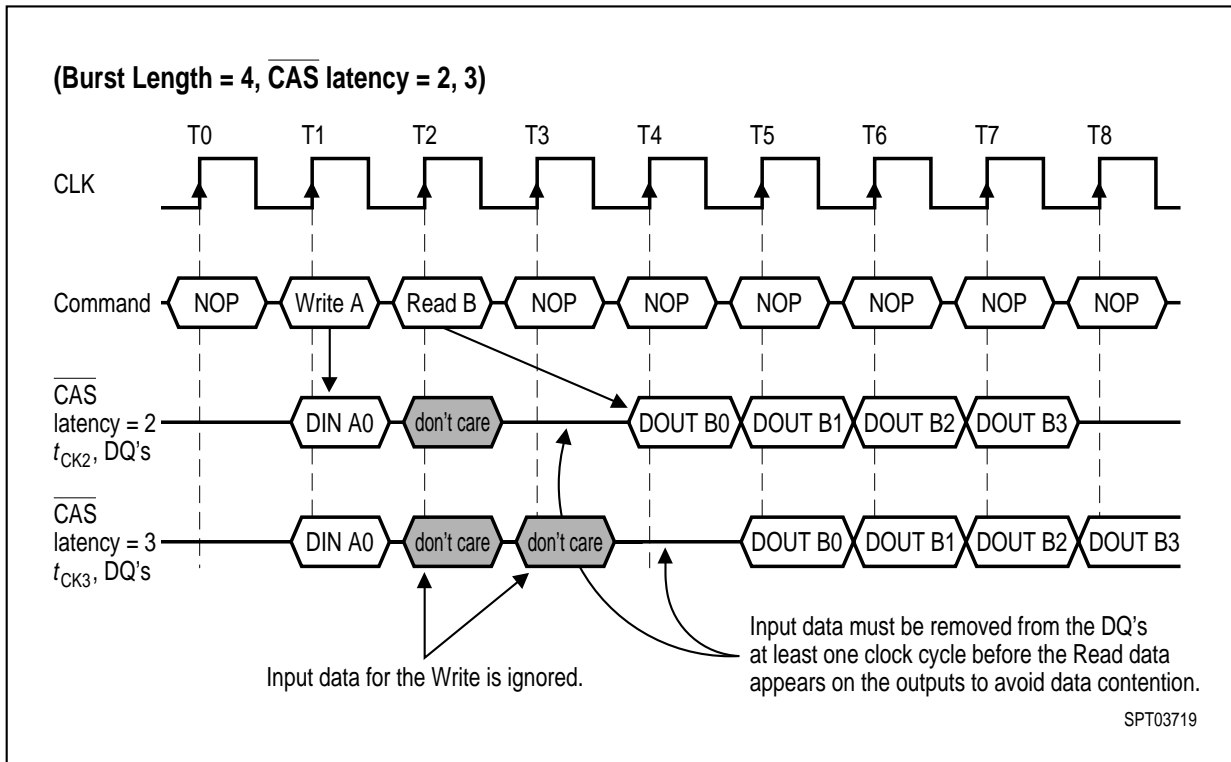 (Burst Length = 4, CAS latency = 2, 3)
T0 T1 T2 T3 T4 T5 T6 T7 T8
CLK
Command NOP Write A Read B NOP NOP NOP NOP NOP NOP
CAS
latency = 2
tCK2, DQ's
DIN A0 don't care DOUT B0 DOUT B1 DOUT B2 DOUT B3
CAS
latency = 3
tCK3, DQ's
DIN A0 don't care don't care DOUT B0 DOUT B1 DOUT B2 DOUT B3
Input data for the Write is ignored.
Input data must be removed from the DQ's
at least one clock cycle before the Read data
appears on the outputs to avoid data contention.
SPT03719